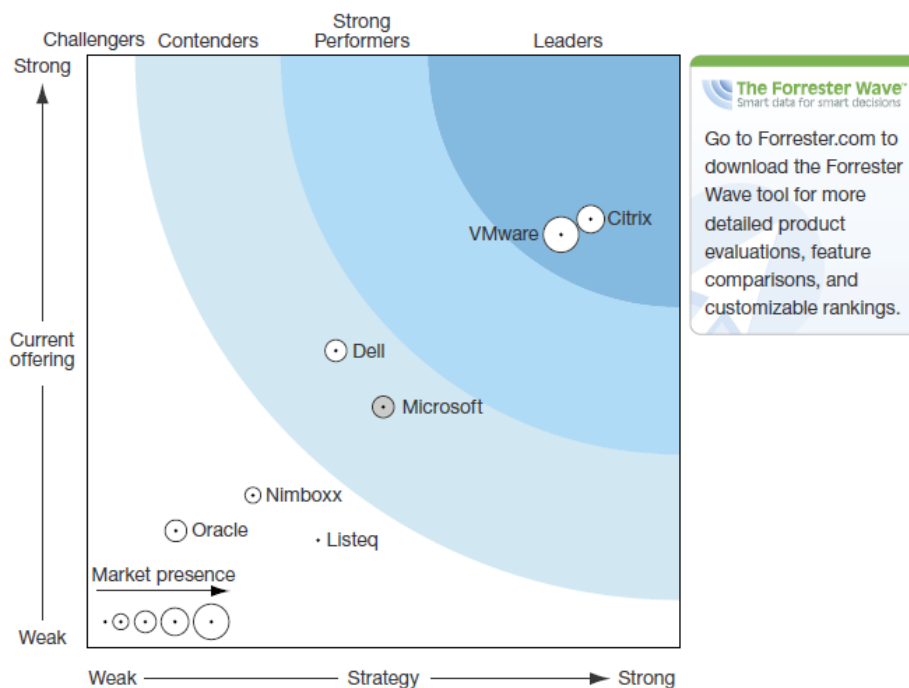 Challengers
Contenders
Strong
Performers
Leaders
Strong
Current
offering
Weak
VMware
Citrix
Dell
Microsoft
Nimboxx
Oracle
Listeq
Market presence
Weak
Strategy
Strong
The Forrester Wave™
Smart data for smart decisions
Go to Forrester.com to
download the Forrester
Wave tool for more
detailed product
evaluations, feature
comparisons, and
customizable rankings.